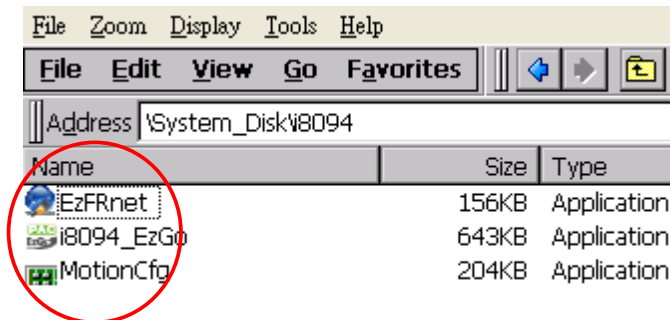 File Zoom Display Tools Help
File Edit View Go Favorites
Address \System_Disk\i8094
Name Size Type
EzFRnet 156KB Application
i8094_EzGo 643KB Application
MotionCfg 204KB Application